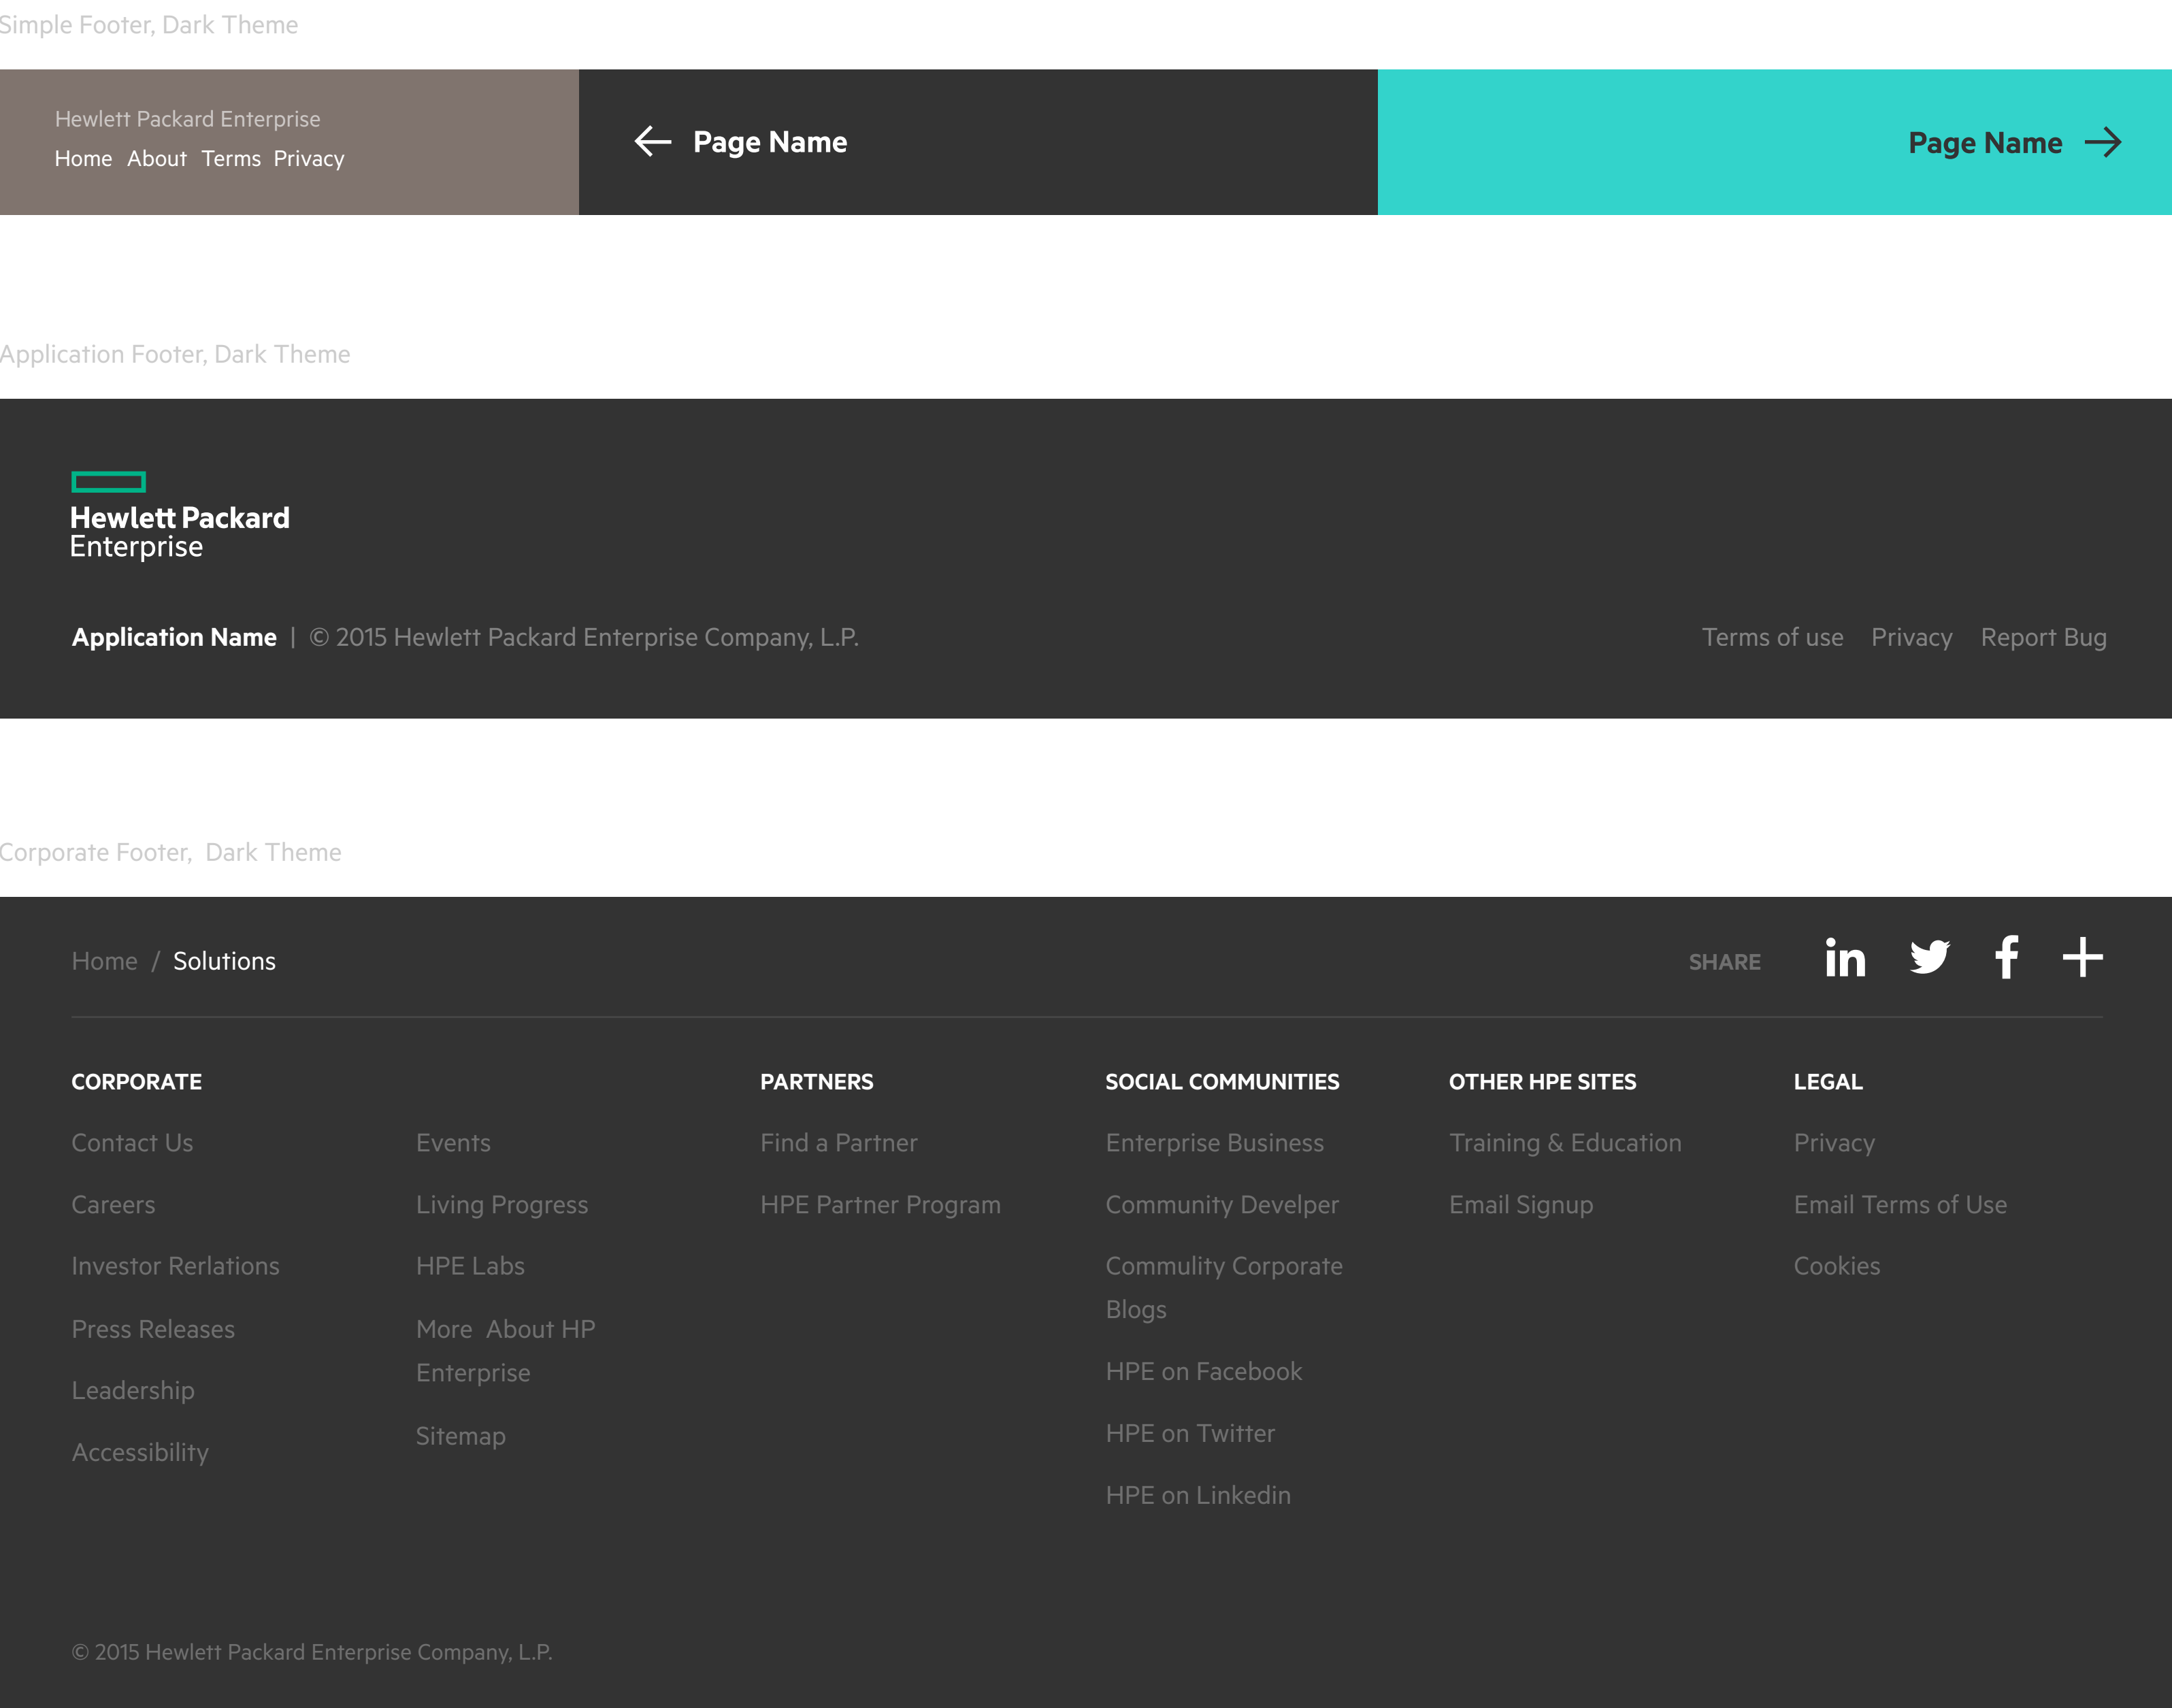 Simple Footer, Dark Theme
Hewlett Packard Enterprise
Home About Terms Privacy
Page Name
Page Name
Application Footer, Dark Theme
Hewlett Packard
Enterprise
Application Name | © 2015 Hewlett Packard Enterprise Company, L.P.
Terms of use Privacy Report Bug
Corporate Footer, Dark Theme
Home / Solutions
SHARE
CORPORATE
Contact Us
Careers
Investor Rerlations
Press Releases
Leadership
Accessibility
Events
Living Progress
HPE Labs
More About HP
Enterprise
Sitemap
PARTNERS
Find a Partner
HPE Partner Program
SOCIAL COMMUNITIES
Enterprise Business
Community Develper
Commulity Corporate
Blogs
HPE on Facebook
HPE on Twitter
HPE on Linkedin
OTHER HPE SITES
Training & Education
Email Signup
LEGAL
Privacy
Email Terms of Use
Cookies
© 2015 Hewlett Packard Enterprise Company, L.P.